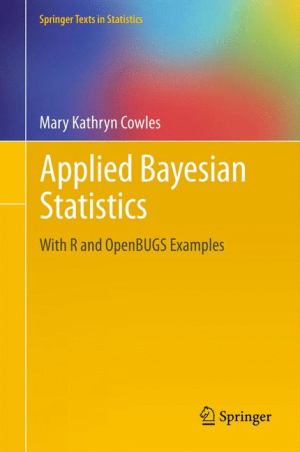 Springer Texts in Statistics
Mary Kathryn Cowles
Applied Bayesian
Statistics
With R and OpenBUGS Examples
Springer